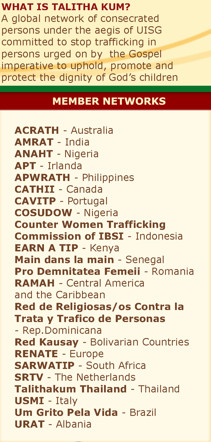 WHAT IS TALITHA KUM?
A global network of consecrated
persons under the aegis of UISG
committed to stop trafficking in
persons urged on by  the Gospel
imperative to uphold, promote and
protect the dignity of God's children
MEMBER NETWORKS
ACRATH - Australia
AMRAT - India
ANAHT - Nigeria
APT - Irlanda
APWRATH - Philippines
CATHII - Canada
CAVITP - Portugal
COSUDOW - Nigeria
Counter Women Trafficking
Commission of IBSI - Indonesia
EARN A TIP - Kenya
Main dans la main - Senegal
Pro Demnitatea Femeii - Romania
RAMAH - Central America
and the Caribbean
Red de Religiosas/os Contra la
Trata y Trafico de Personas
- Rep.Dominicana
Red Kausay - Bolivarian Countries
RENATE - Europe
SARWATIP - South Africa
SRTV - The Netherlands
Talithakum Thailand - Thailand
USMI - Italy
Um Grito Pela Vida - Brazil
URAT - Albania